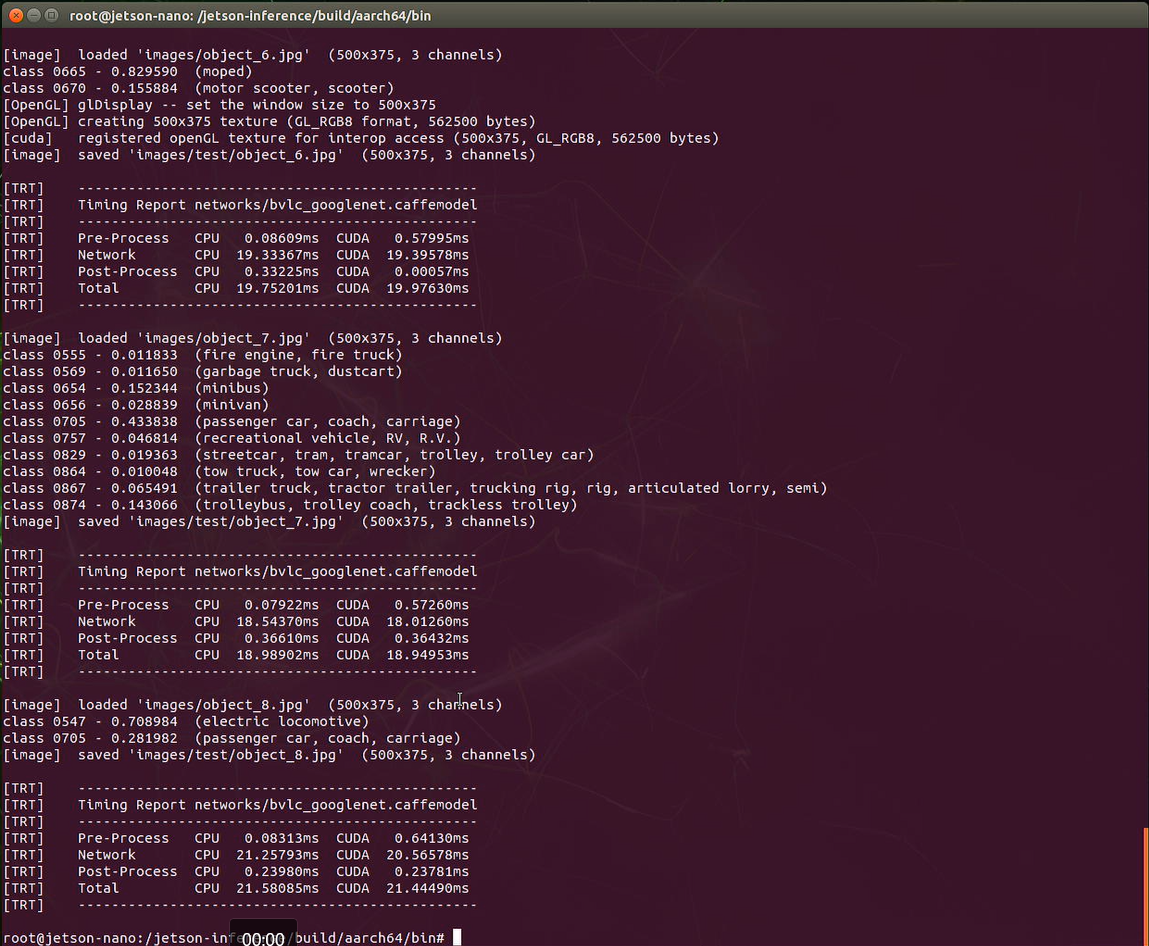 root@jetson-nano: /jetson-inference/build/aarch64/bin
[image]  loaded 'images/object_6.jpg'  (500x375, 3 channels)
class 0665 - 0.829590  (moped)
class 0670 - 0.155884  (motor scooter, scooter)
[OpenGL] glDisplay -- set the window size to 500x375
[OpenGL] creating 500x375 texture (GL_RGB8 format, 562500 bytes)
[cuda]   registered openGL texture for interop access (500x375, GL_RGB8, 562500 bytes)
[image]  saved 'images/test/object_6.jpg'  (500x375, 3 channels)
[TRT]    ------------------------------------------------
[TRT]    Timing Report networks/bvlc_googlenet.caffemodel
[TRT]    ------------------------------------------------
[TRT]    Pre-Process   CPU   0.08609ms  CUDA   0.57995ms
[TRT]    Network       CPU  19.33367ms  CUDA  19.39578ms
[TRT]    Post-Process  CPU   0.33225ms  CUDA   0.00057ms
[TRT]    Total         CPU  19.75201ms  CUDA  19.97630ms
[TRT]    ------------------------------------------------
[image]  loaded 'images/object_7.jpg'  (500x375, 3 channels)
class 0555 - 0.011833  (fire engine, fire truck)
class 0569 - 0.011650  (garbage truck, dustcart)
class 0654 - 0.152344  (minibus)
class 0656 - 0.028839  (minivan)
class 0705 - 0.433838  (passenger car, coach, carriage)
class 0757 - 0.046814  (recreational vehicle, RV, R.V.)
class 0829 - 0.019363  (streetcar, tram, tramcar, trolley, trolley car)
class 0864 - 0.010048  (tow truck, tow car, wrecker)
class 0867 - 0.065491  (trailer truck, tractor trailer, trucking rig, rig, articulated lorry, semi)
class 0874 - 0.143066  (trolleybus, trolley coach, trackless trolley)
[image]  saved 'images/test/object_7.jpg'  (500x375, 3 channels)
[TRT]    ------------------------------------------------
[TRT]    Timing Report networks/bvlc_googlenet.caffemodel
[TRT]    ------------------------------------------------
[TRT]    Pre-Process   CPU   0.07922ms  CUDA   0.57260ms
[TRT]    Network       CPU  18.54370ms  CUDA  18.01260ms
[TRT]    Post-Process  CPU   0.36610ms  CUDA   0.36432ms
[TRT]    Total         CPU  18.98902ms  CUDA  18.94953ms
[TRT]    ------------------------------------------------
[image]  loaded 'images/object_8.jpg'  (500x375, 3 channels)
class 0547 - 0.708984  (electric locomotive)
class 0705 - 0.281982  (passenger car, coach, carriage)
[image]  saved 'images/test/object_8.jpg'  (500x375, 3 channels)
[TRT]    ------------------------------------------------
[TRT]    Timing Report networks/bvlc_googlenet.caffemodel
[TRT]    ------------------------------------------------
[TRT]    Pre-Process   CPU   0.08313ms  CUDA   0.64130ms
[TRT]    Network       CPU  21.25793ms  CUDA  20.56578ms
[TRT]    Post-Process  CPU   0.23980ms  CUDA   0.23781ms
[TRT]    Total         CPU  21.58085ms  CUDA  21.44490ms
[TRT]    ------------------------------------------------
root@jetson-nano:/jetson-inference/build/aarch64/bin#
00:00